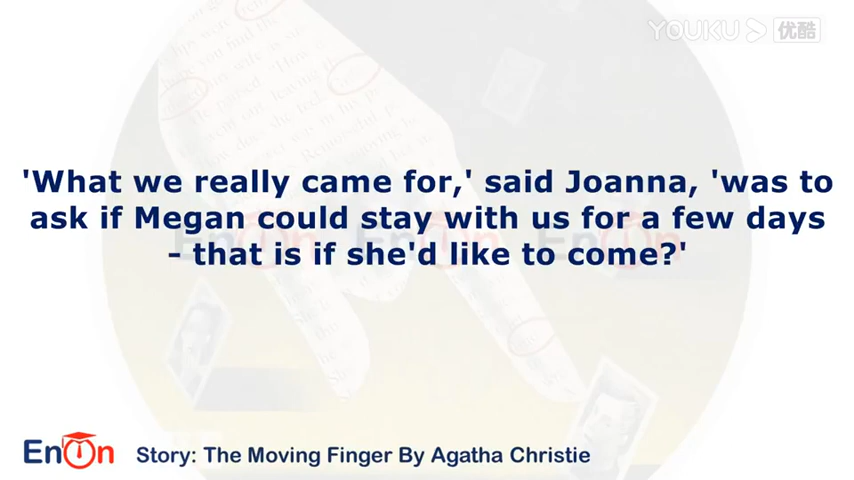 YOUKU 优酷
'What we really came for,' said Joanna, 'was to
ask if Megan could stay with us for a few days
- that is if she'd like to come?'
EnOn
Story: The Moving Finger By Agatha Christie